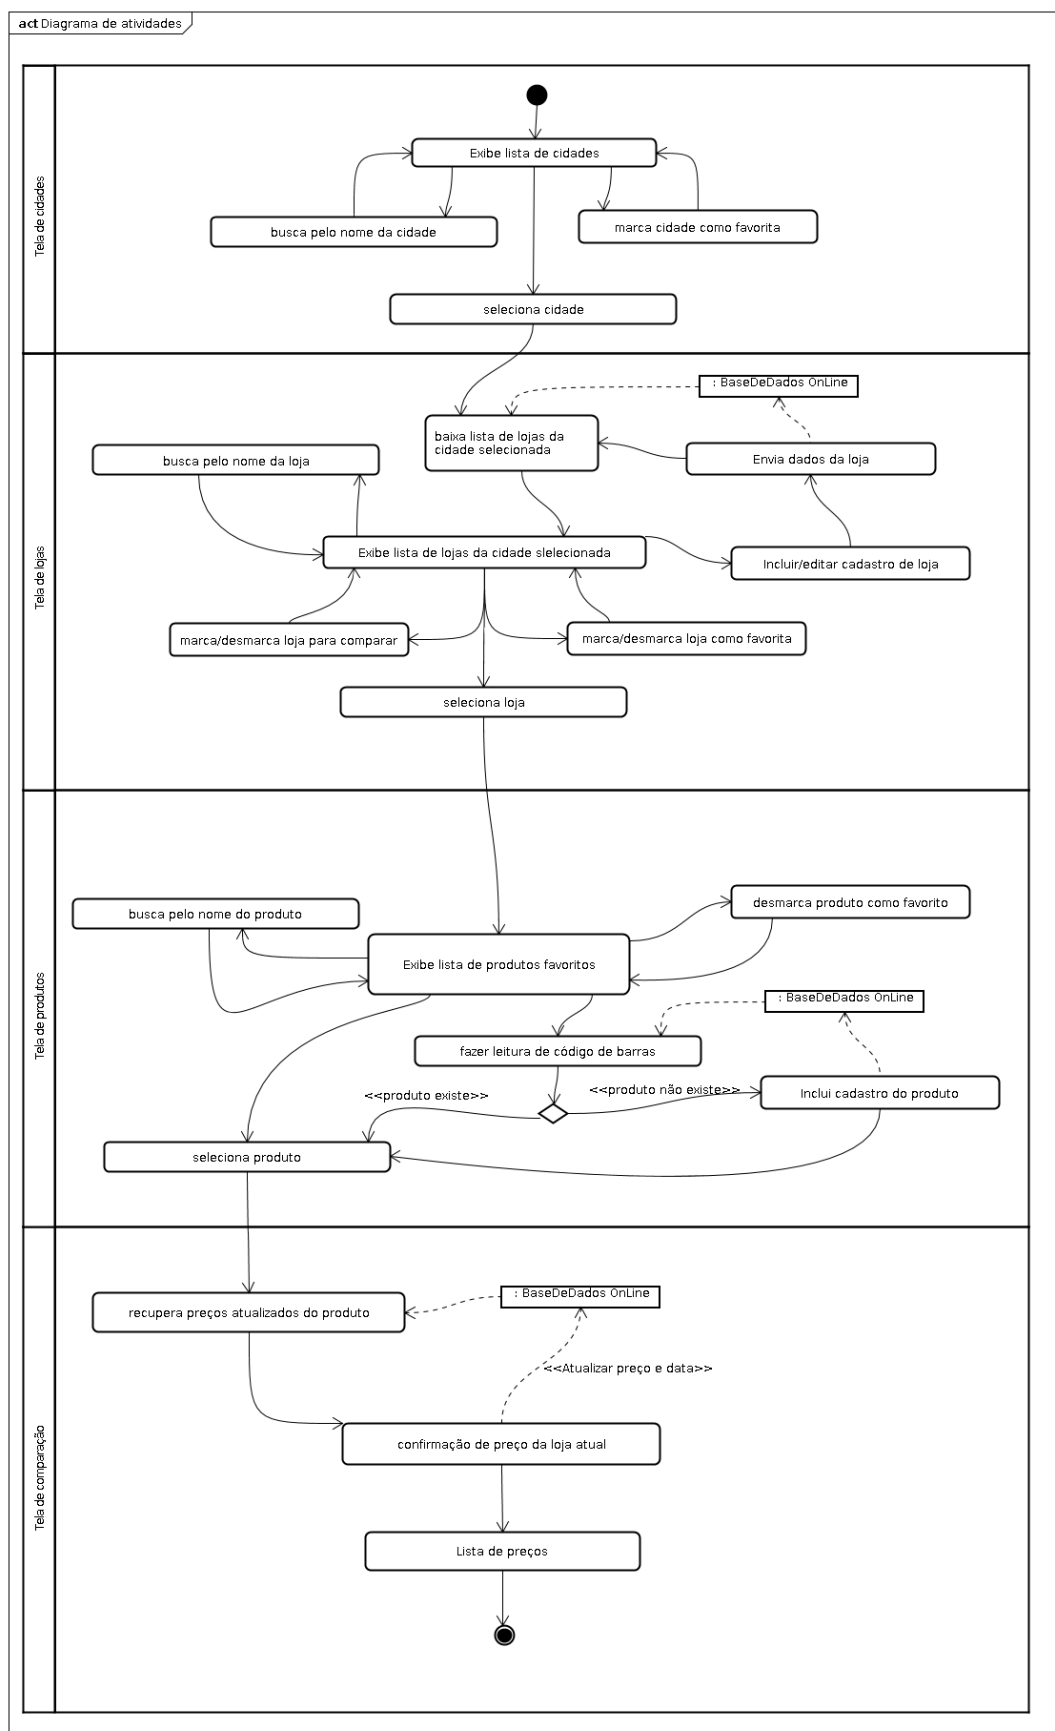 act Diagrama de atividades
Tela de cidades
Exibe lista de cidades
busca pelo nome da cidade
marca cidade como favorita
seleciona cidade
Tela de lojas
: BaseDeDados OnLine
baixa lista de lojas da
cidade selecionada
busca pelo nome da loja
Envia dados da loja
Exibe lista de lojas da cidade slelecionada
Incluir/editar cadastro de loja
marca/desmarca loja para comparar
marca/desmarca loja como favorita
seleciona loja
Tela de produtos
busca pelo nome do produto
desmarca produto como favorito
Exibe lista de produtos favoritos
: BaseDeDados OnLine
fazer leitura de código de barras
<<produto existe>>
<<produto não existe>>
Inclui cadastro do produto
seleciona produto
Tela de comparação
: BaseDeDados OnLine
recupera preços atualizados do produto
<<Atualizar preço e data>>
confirmação de preço da loja atual
Lista de preços